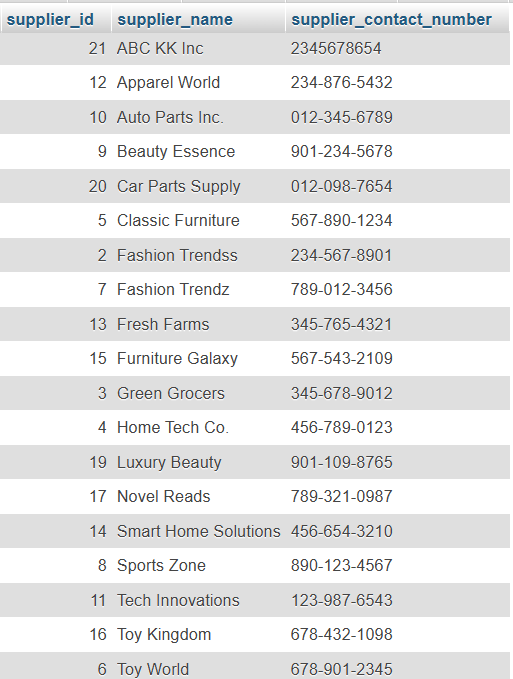 supplier_id supplier_name supplier_contact_number
21 ABC KK Inc 2345678654
12 Apparel World 234-876-5432
10 Auto Parts Inc. 012-345-6789
9 Beauty Essence 901-234-5678
20 Car Parts Supply 012-098-7654
5 Classic Furniture 567-890-1234
2 Fashion Trendss 234-567-8901
7 Fashion Trendz 789-012-3456
13 Fresh Farms 345-765-4321
15 Furniture Galaxy 567-543-2109
3 Green Grocers 345-678-9012
4 Home Tech Co. 456-789-0123
19 Luxury Beauty 901-109-8765
17 Novel Reads 789-321-0987
14 Smart Home Solutions 456-654-3210
8 Sports Zone 890-123-4567
11 Tech Innovations 123-987-6543
16 Toy Kingdom 678-432-1098
6 Toy World 678-901-2345